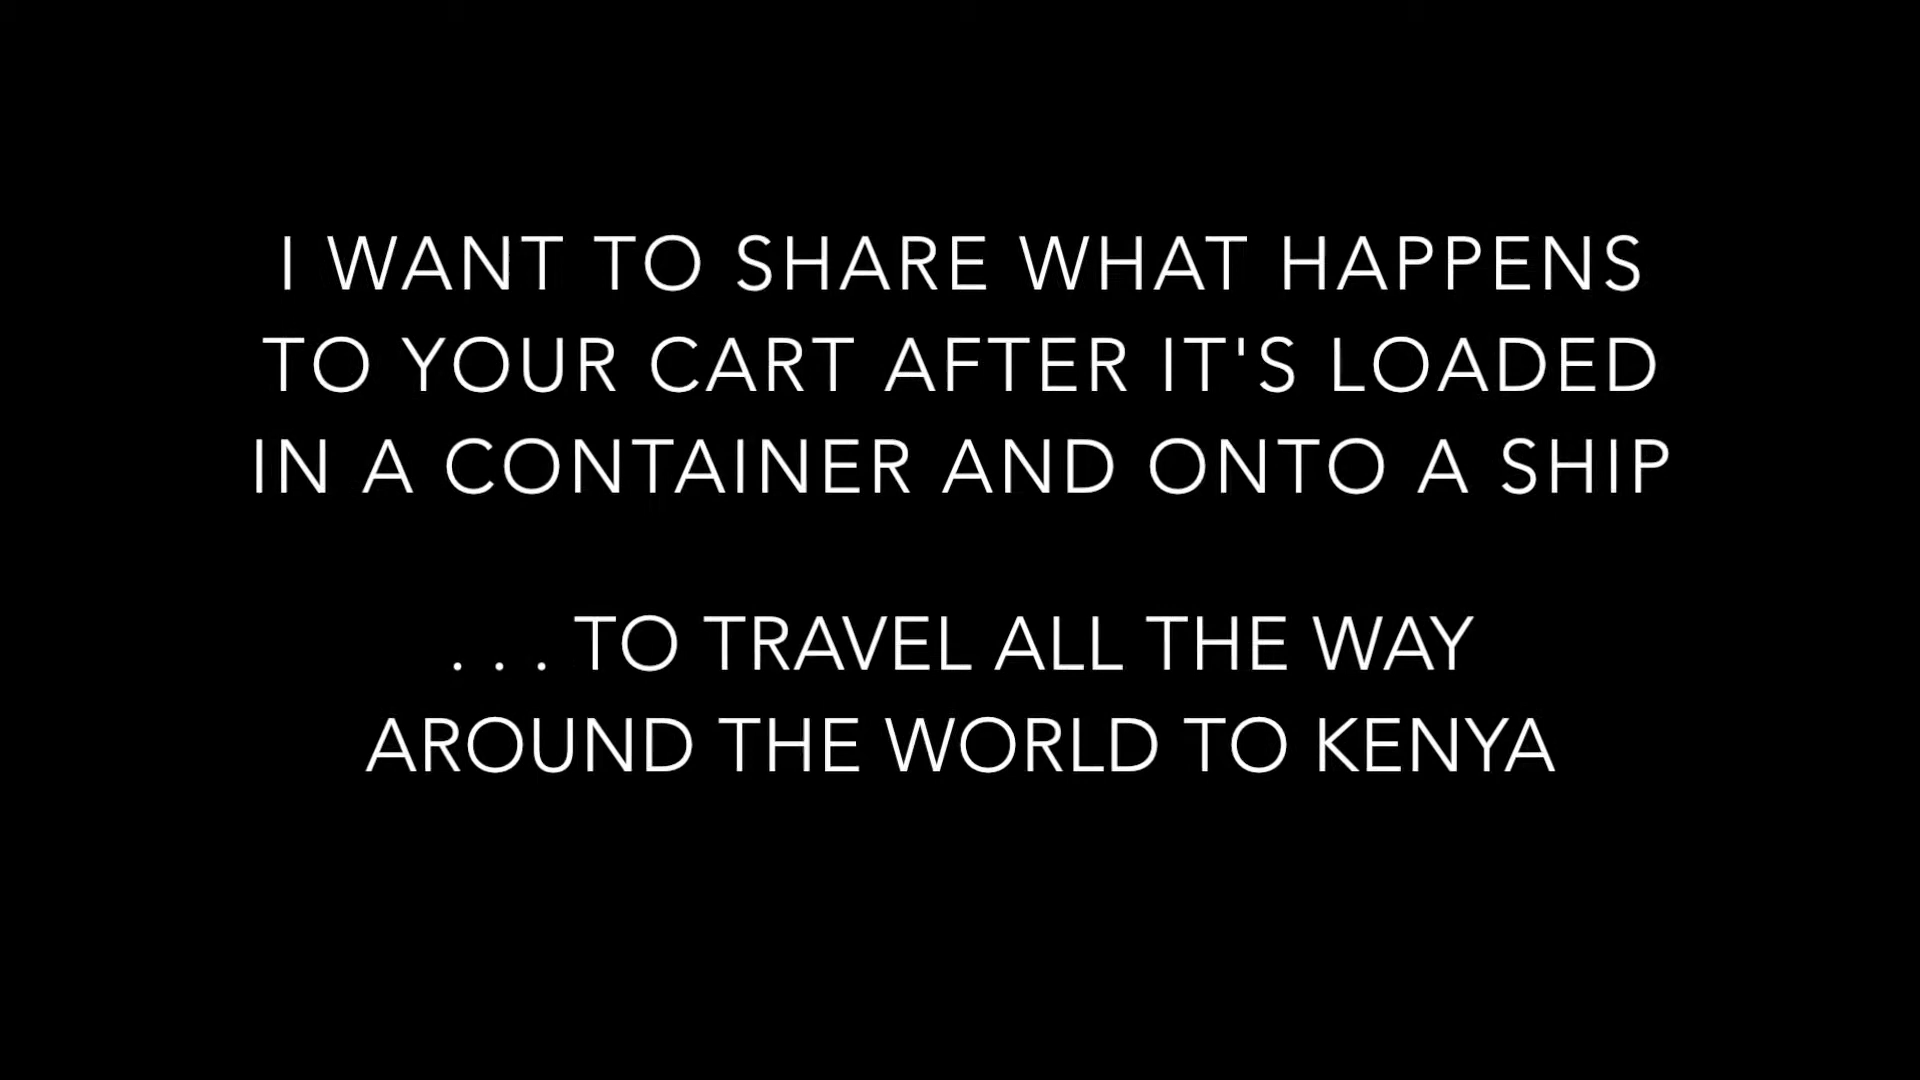 I WANT TO SHARE WHAT HAPPENS
TO YOUR CART AFTER IT'S LOADED
IN A CONTAINER AND ONTO A SHIP
. . . TO TRAVEL ALL THE WAY
AROUND THE WORLD TO KENYA